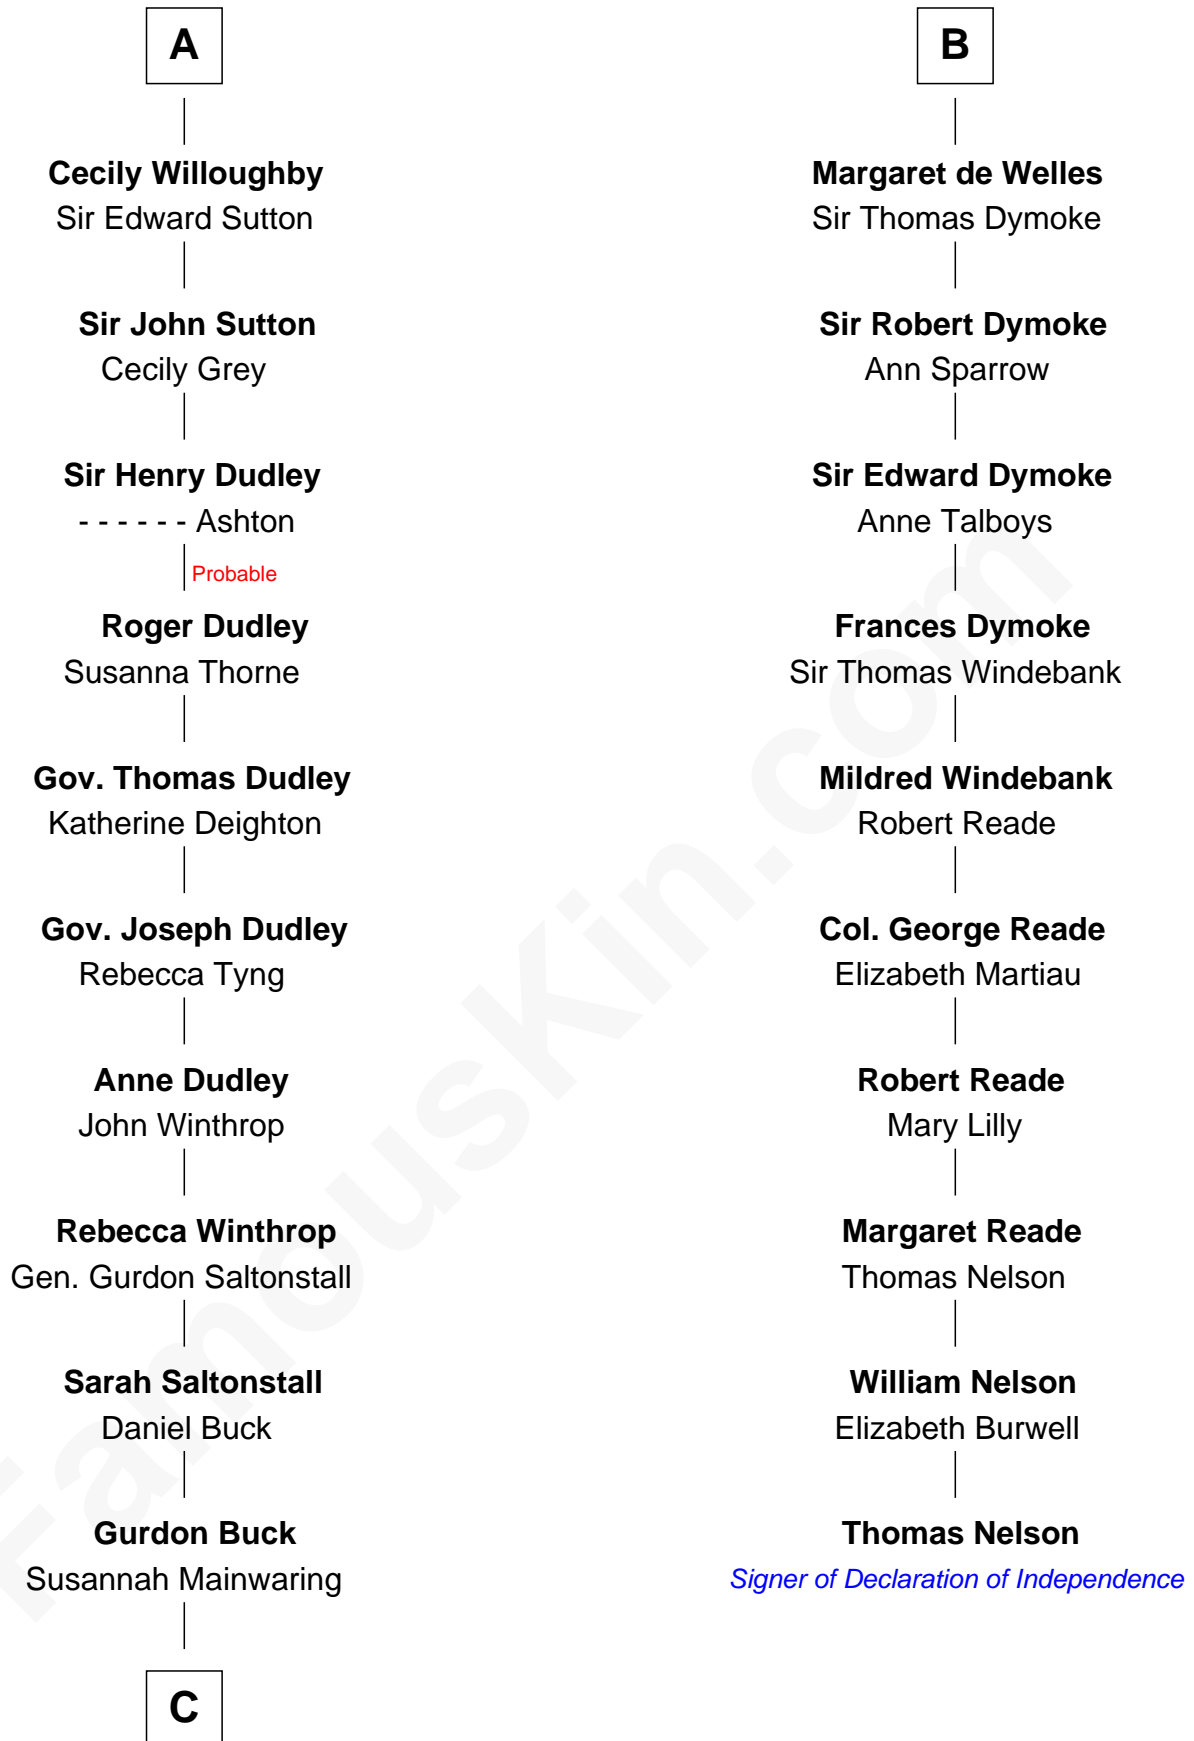 A
Cecily Willoughby
Sir Edward Sutton
Sir John Sutton
Cecily Grey
Sir Henry Dudley
- - - - - - Ashton
Probable
Roger Dudley
Susanna Thorne
Gov. Thomas Dudley
Katherine Deighton
Gov. Joseph Dudley
Rebecca Tyng
Anne Dudley
John Winthrop
Rebecca Winthrop
Gen. Gurdon Saltonstall
Sarah Saltonstall
Daniel Buck
Gurdon Buck
Susannah Mainwaring
C
B
Margaret de Welles
Sir Thomas Dymoke
Sir Robert Dymoke
Ann Sparrow
Sir Edward Dymoke
Anne Talboys
Frances Dymoke
Sir Thomas Windebank
Mildred Windebank
Robert Reade
Col. George Reade
Elizabeth Martiau
Robert Reade
Mary Lilly
Margaret Reade
Thomas Nelson
William Nelson
Elizabeth Burwell
Thomas Nelson
Signer of Declaration of Independence
FamousKin.com